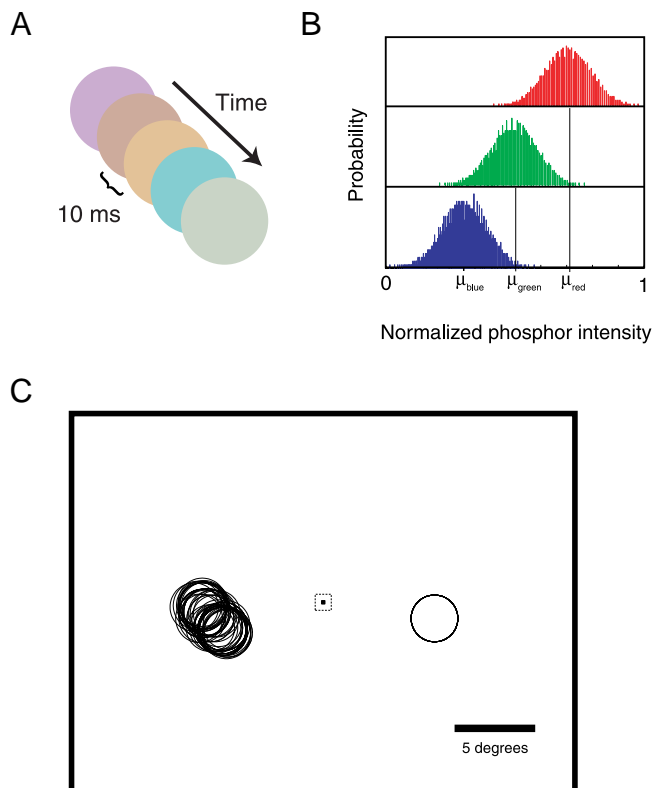 A
Time
10 ms
B
Probability
0 μblue μgreen μred 1
Normalized phosphor intensity
C
5 degrees